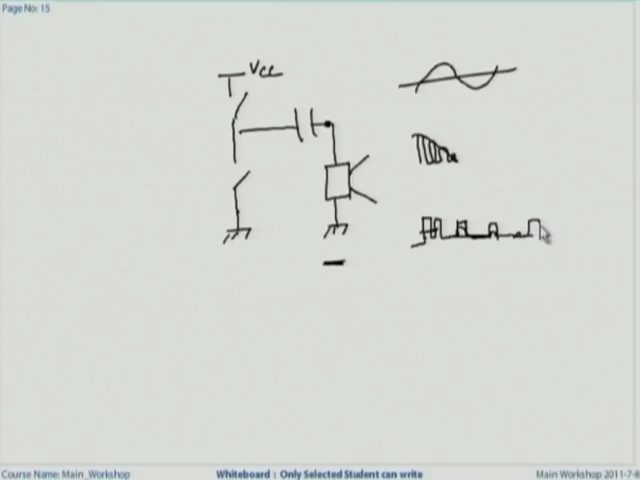 Page No: 15
Vcc
Course Name: Main_Workshop
Whiteboard : Only Selected Student can write
Main Workshop 2011-7-8